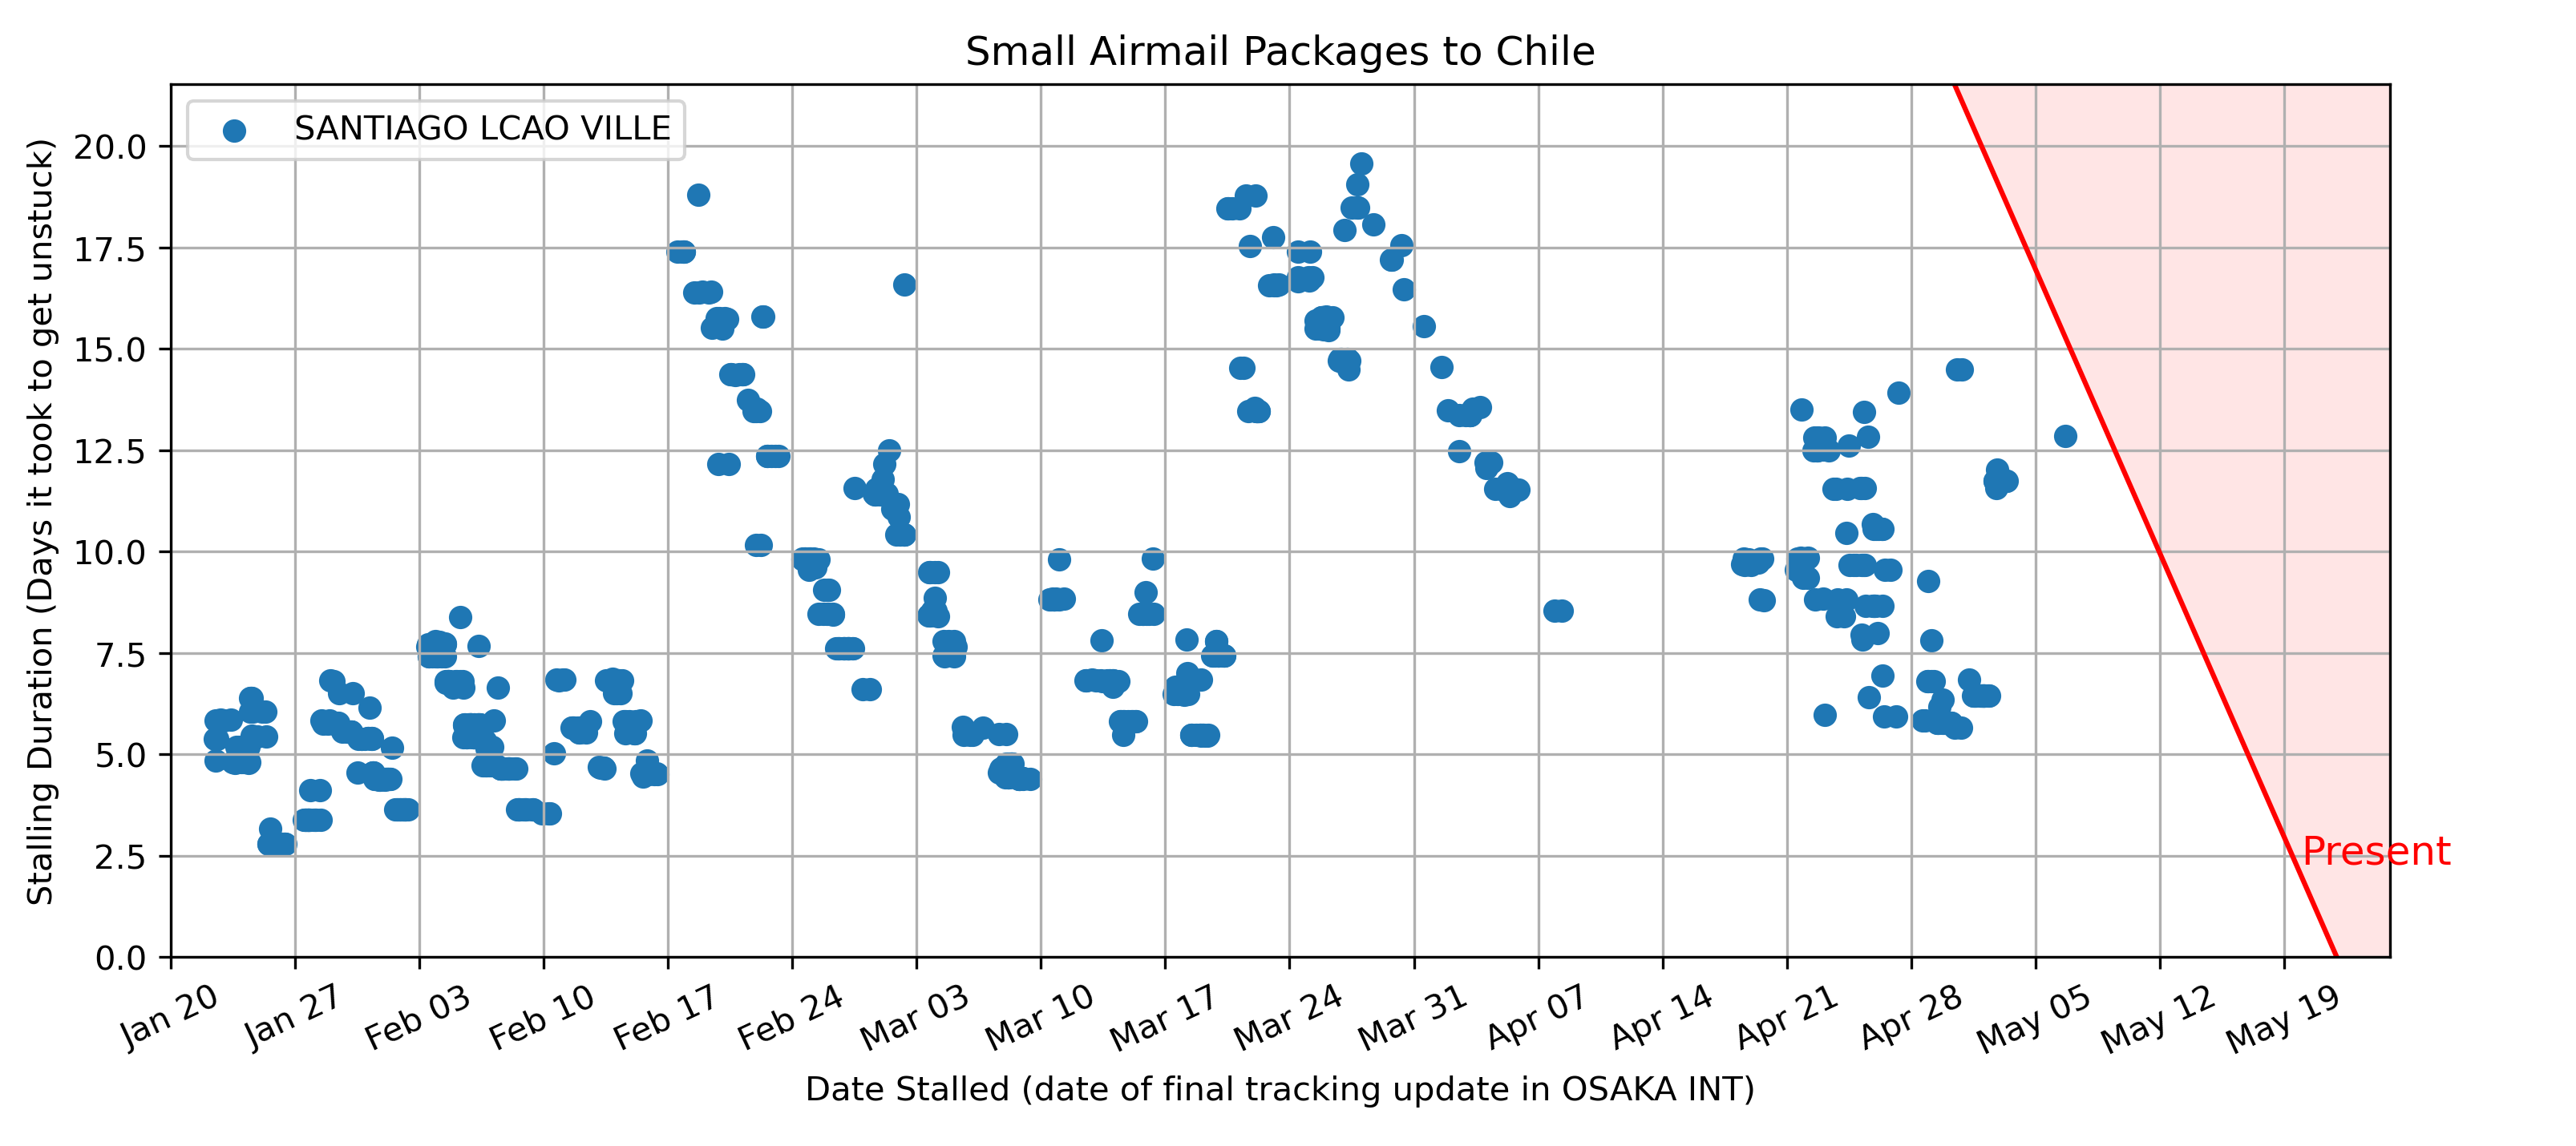 Small Airmail Packages to Chile
SANTIAGO LCAO VILLE
Stalling Duration (Days it took to get unstuck)
20.0
17.5
15.0
12.5
10.0
7.5
5.0
2.5
0.0
Present
Jan 20
Jan 27
Feb 03
Feb 10
Feb 17
Feb 24
Mar 03
Mar 10
Mar 17
Mar 24
Mar 31
Apr 07
Apr 14
Apr 21
Apr 28
May 05
May 12
May 19
Date Stalled (date of final tracking update in OSAKA INT)